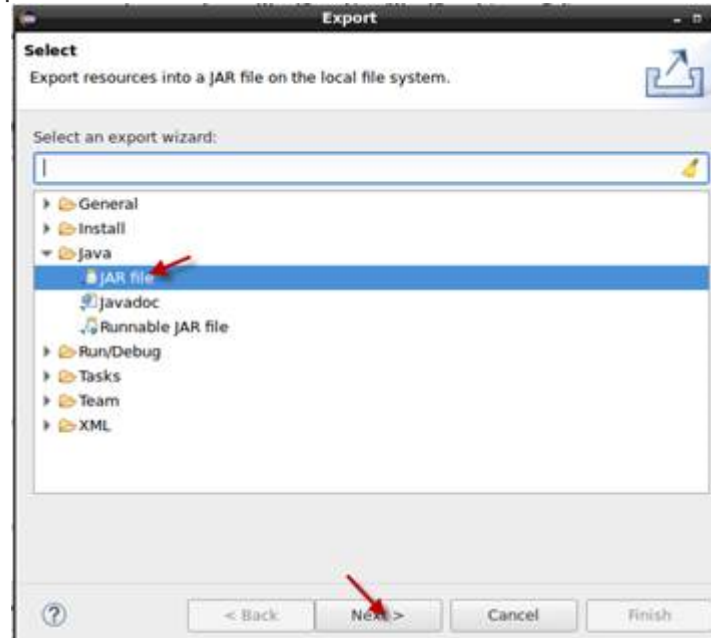 Export
Select
Export resources into a JAR file on the local file system.
Select an export wizard:
General
Install
Java
JAR file
Javadoc
Runnable JAR file
Run/Debug
Tasks
Team
XML
?
< Back
Next >
Cancel
Finish